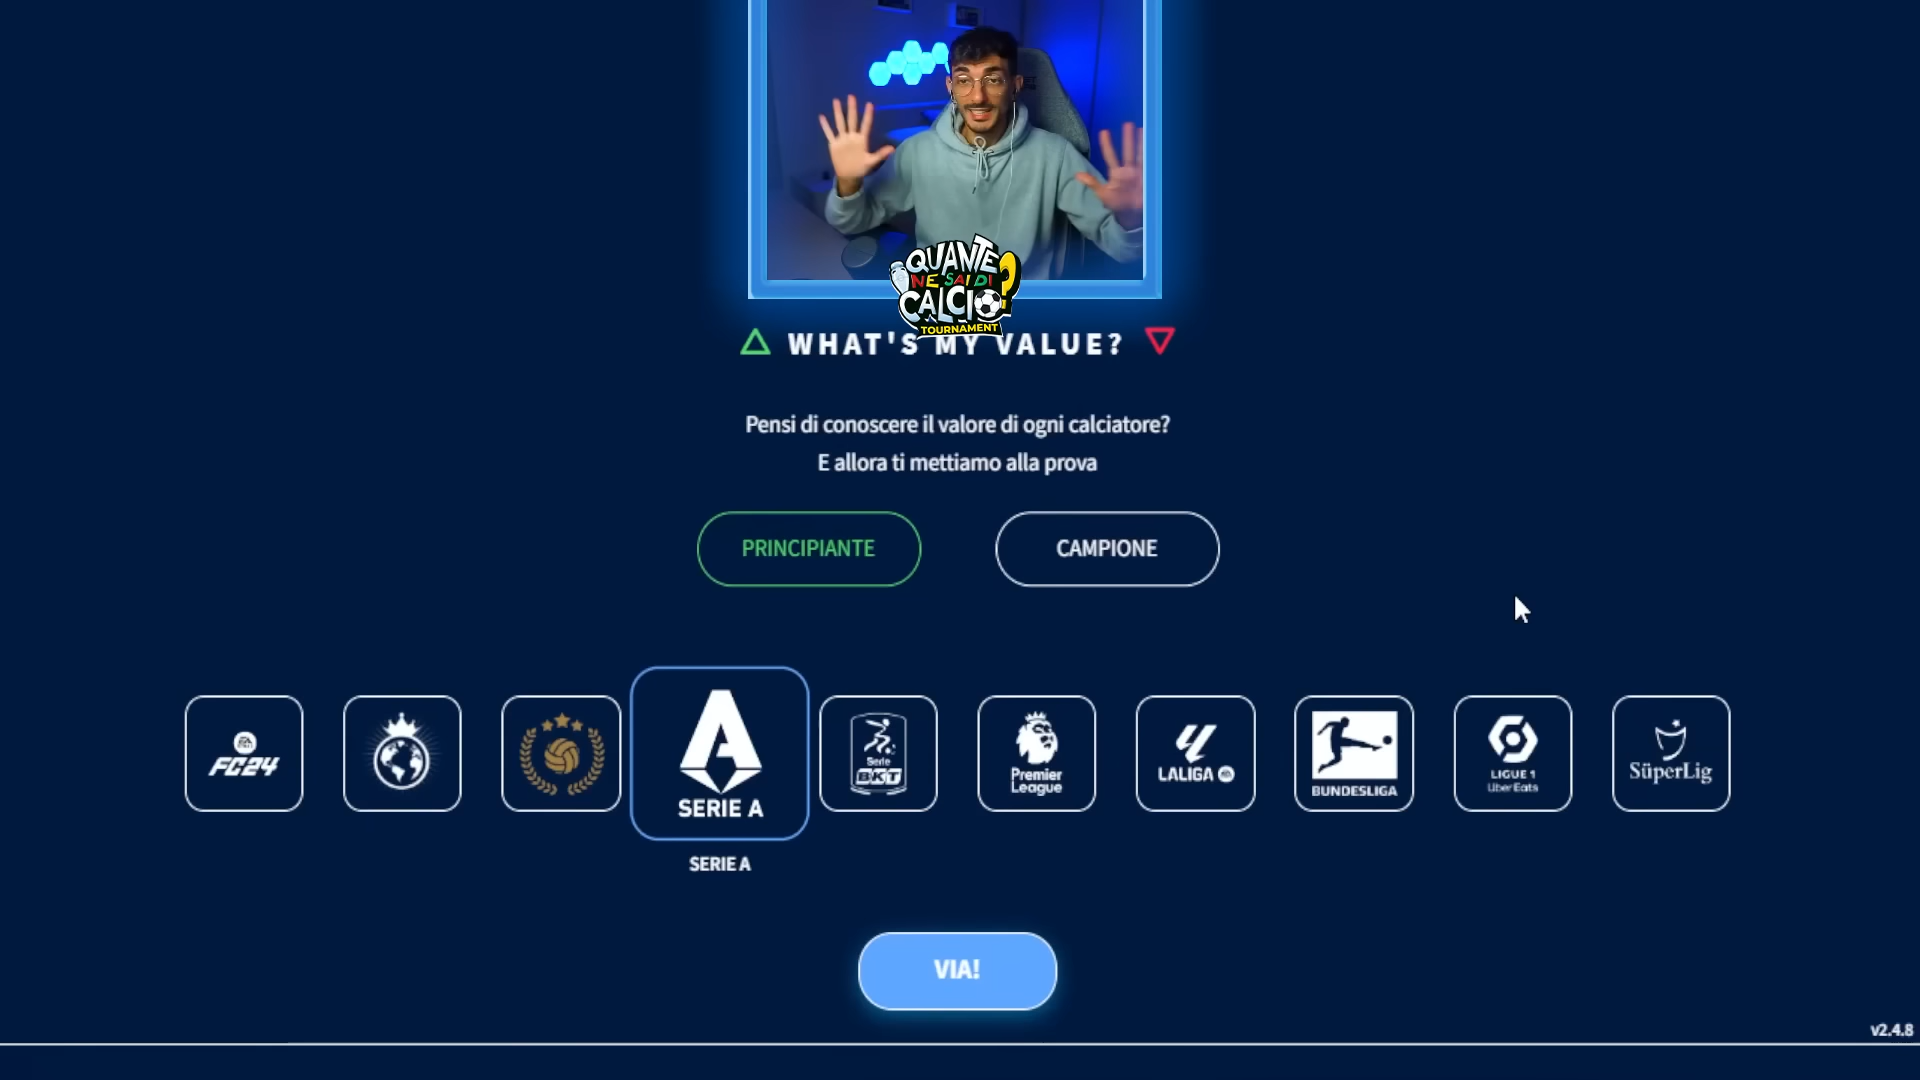 QUANTE
NE SAI DI
CALCIO?
TOURNAMENT
WHAT'S MY VALUE?
Pensi di conoscere il valore di ogni calciatore?
E allora ti mettiamo alla prova
PRINCIPIANTE
CAMPIONE
FC24
SERIE A
Serie
BKT
Premier
League
LALIGA
BUNDESLIGA
LIGUE 1
Uber Eats
SüperLig
SERIE A
VIA!
v2.4.8